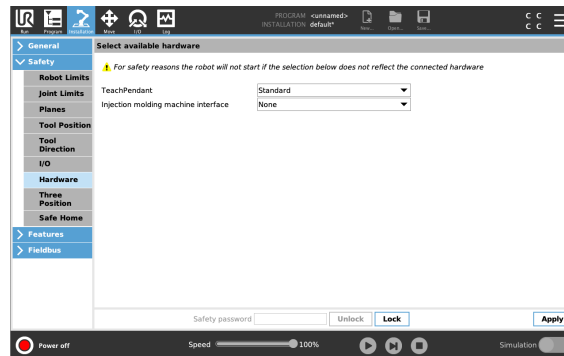 UR
PROGRAM <unnamed>
INSTALLATION default*
C C
C C
Run Program Installation Move I/O Log New... Open... Save...
General
Select available hardware
Safety
For safety reasons the robot will not start if the selection below does not reflect the connected hardware
Robot Limits
TeachPendant Standard
Joint Limits
Injection molding machine interface None
Planes
Tool Position
Tool
Direction
I/O
Hardware
Three
Position
Safe Home
Features
Fieldbus
Safety password Unlock Lock Apply
Power off Speed 100% Simulation